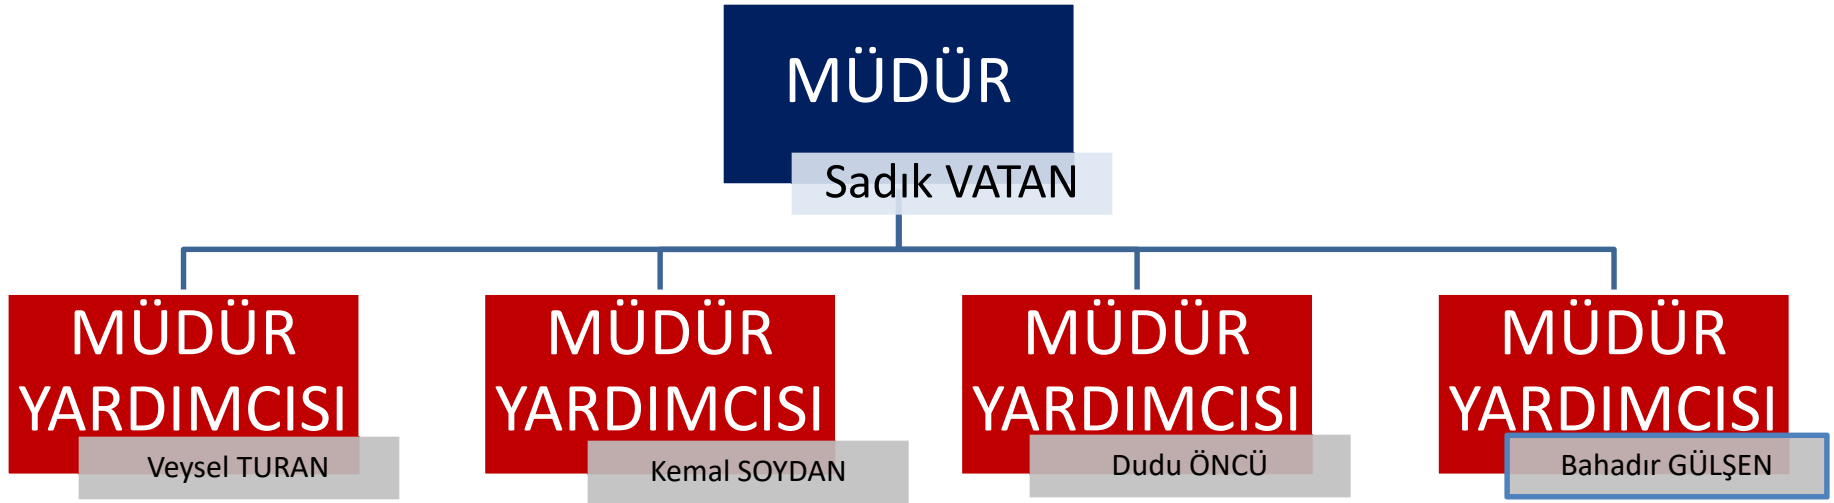 MÜDÜR
Sadık VATAN
MÜDÜR
YARDIMCISI
Veysel TURAN
MÜDÜR
YARDIMCISI
Kemal SOYDAN
MÜDÜR
YARDIMCISI
Dudu ÖNCÜ
MÜDÜR
YARDIMCISI
Bahadır GÜLŞEN